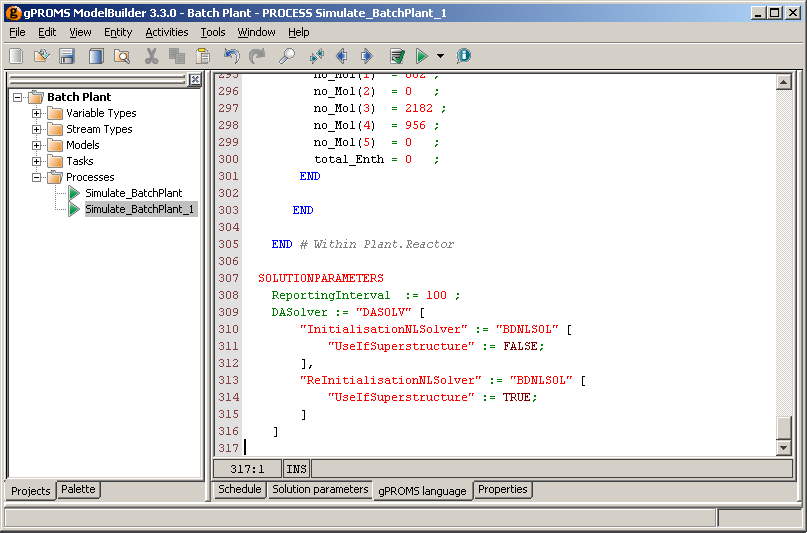 gPROMS ModelBuilder 3.3.0 - Batch Plant - PROCESS Simulate_BatchPlant_1
File Edit View Entity Activities Tools Window Help
Batch Plant
Variable Types
Stream Types
Models
Tasks
Processes
Simulate_BatchPlant
Simulate_BatchPlant_1
295 no_Mol(1) = 682 ;
296 no_Mol(2) = 0 ;
297 no_Mol(3) = 2182 ;
298 no_Mol(4) = 956 ;
299 no_Mol(5) = 0 ;
300 total_Enth = 0 ;
301 END
302
303 END
304
305 END # Within Plant.Reactor
306
307 SOLUTIONPARAMETERS
308 ReportingInterval := 100 ;
309 DASolver := "DASOLV" [
310 "InitialisationNLSolver" := "BDNLSOL" [
311 "UseIfSuperstructure" := FALSE;
312 ],
313 "ReInitialisationNLSolver" := "BDNLSOL" [
314 "UseIfSuperstructure" := TRUE;
315 ]
316 ]
317
317:1 INS
Projects Palette
Schedule Solution parameters gPROMS language Properties